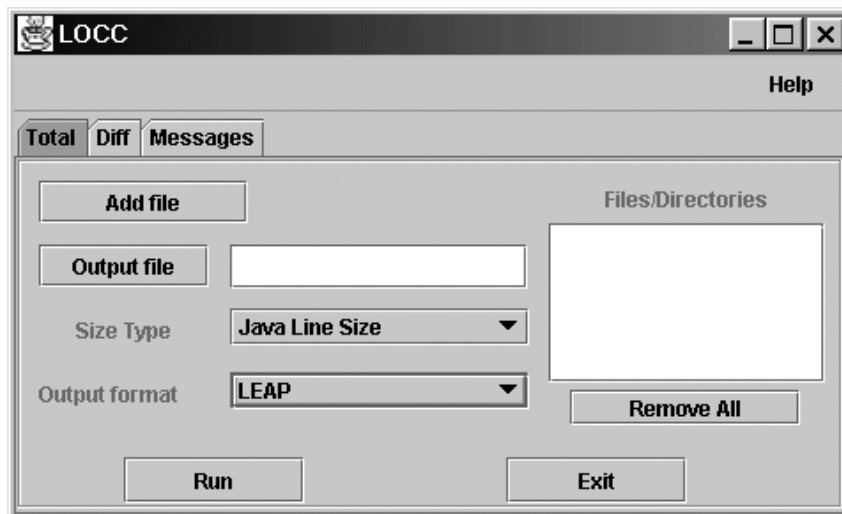 LOCC
Help
Total Diff Messages
Add file
Files/Directories
Output file
Size Type Java Line Size
Output format LEAP
Remove All
Run Exit